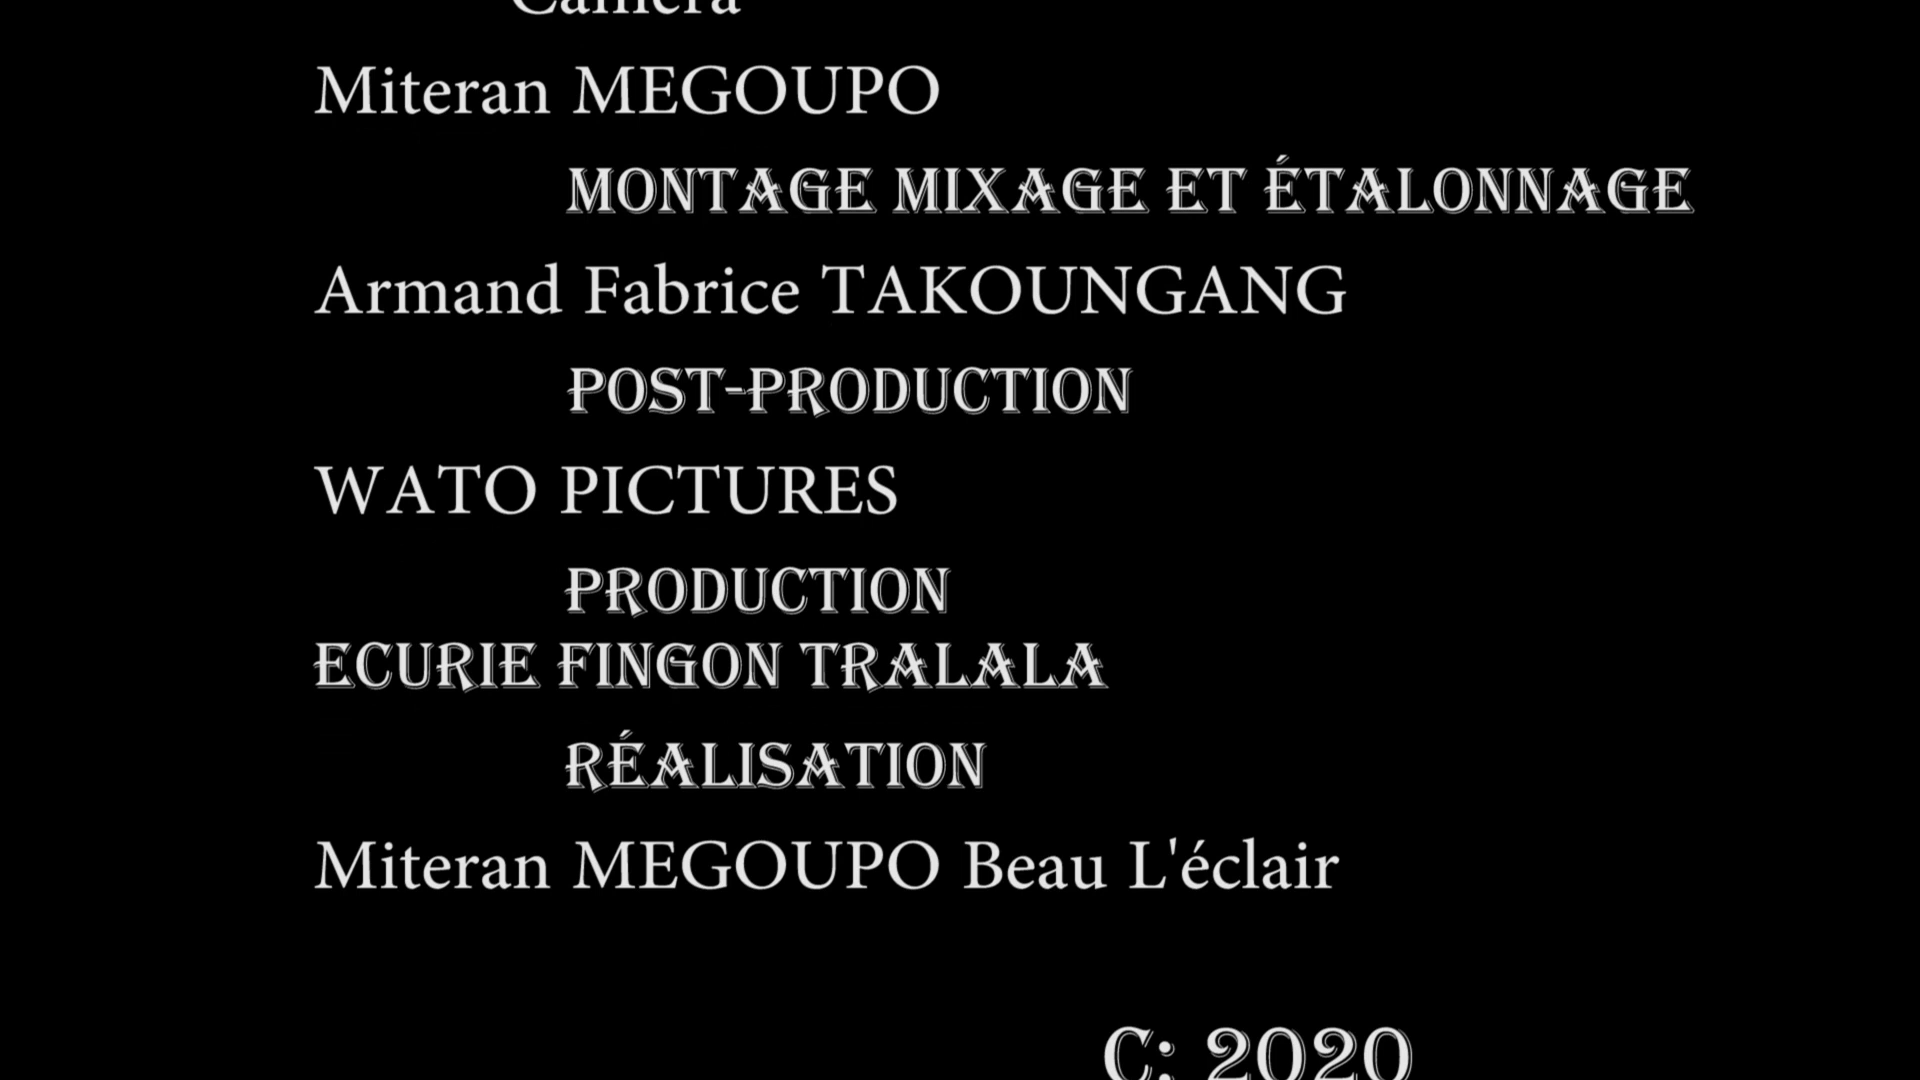 Caméra
Miteran MEGOUPO
MONTAGE MIXAGE ET ÉTALONNAGE
Armand Fabrice TAKOUNGANG
POST-PRODUCTION
WATO PICTURES
PRODUCTION
ECURIE FINGON TRALALA
RÉALISATION
Miteran MEGOUPO Beau L'éclair
C: 2020